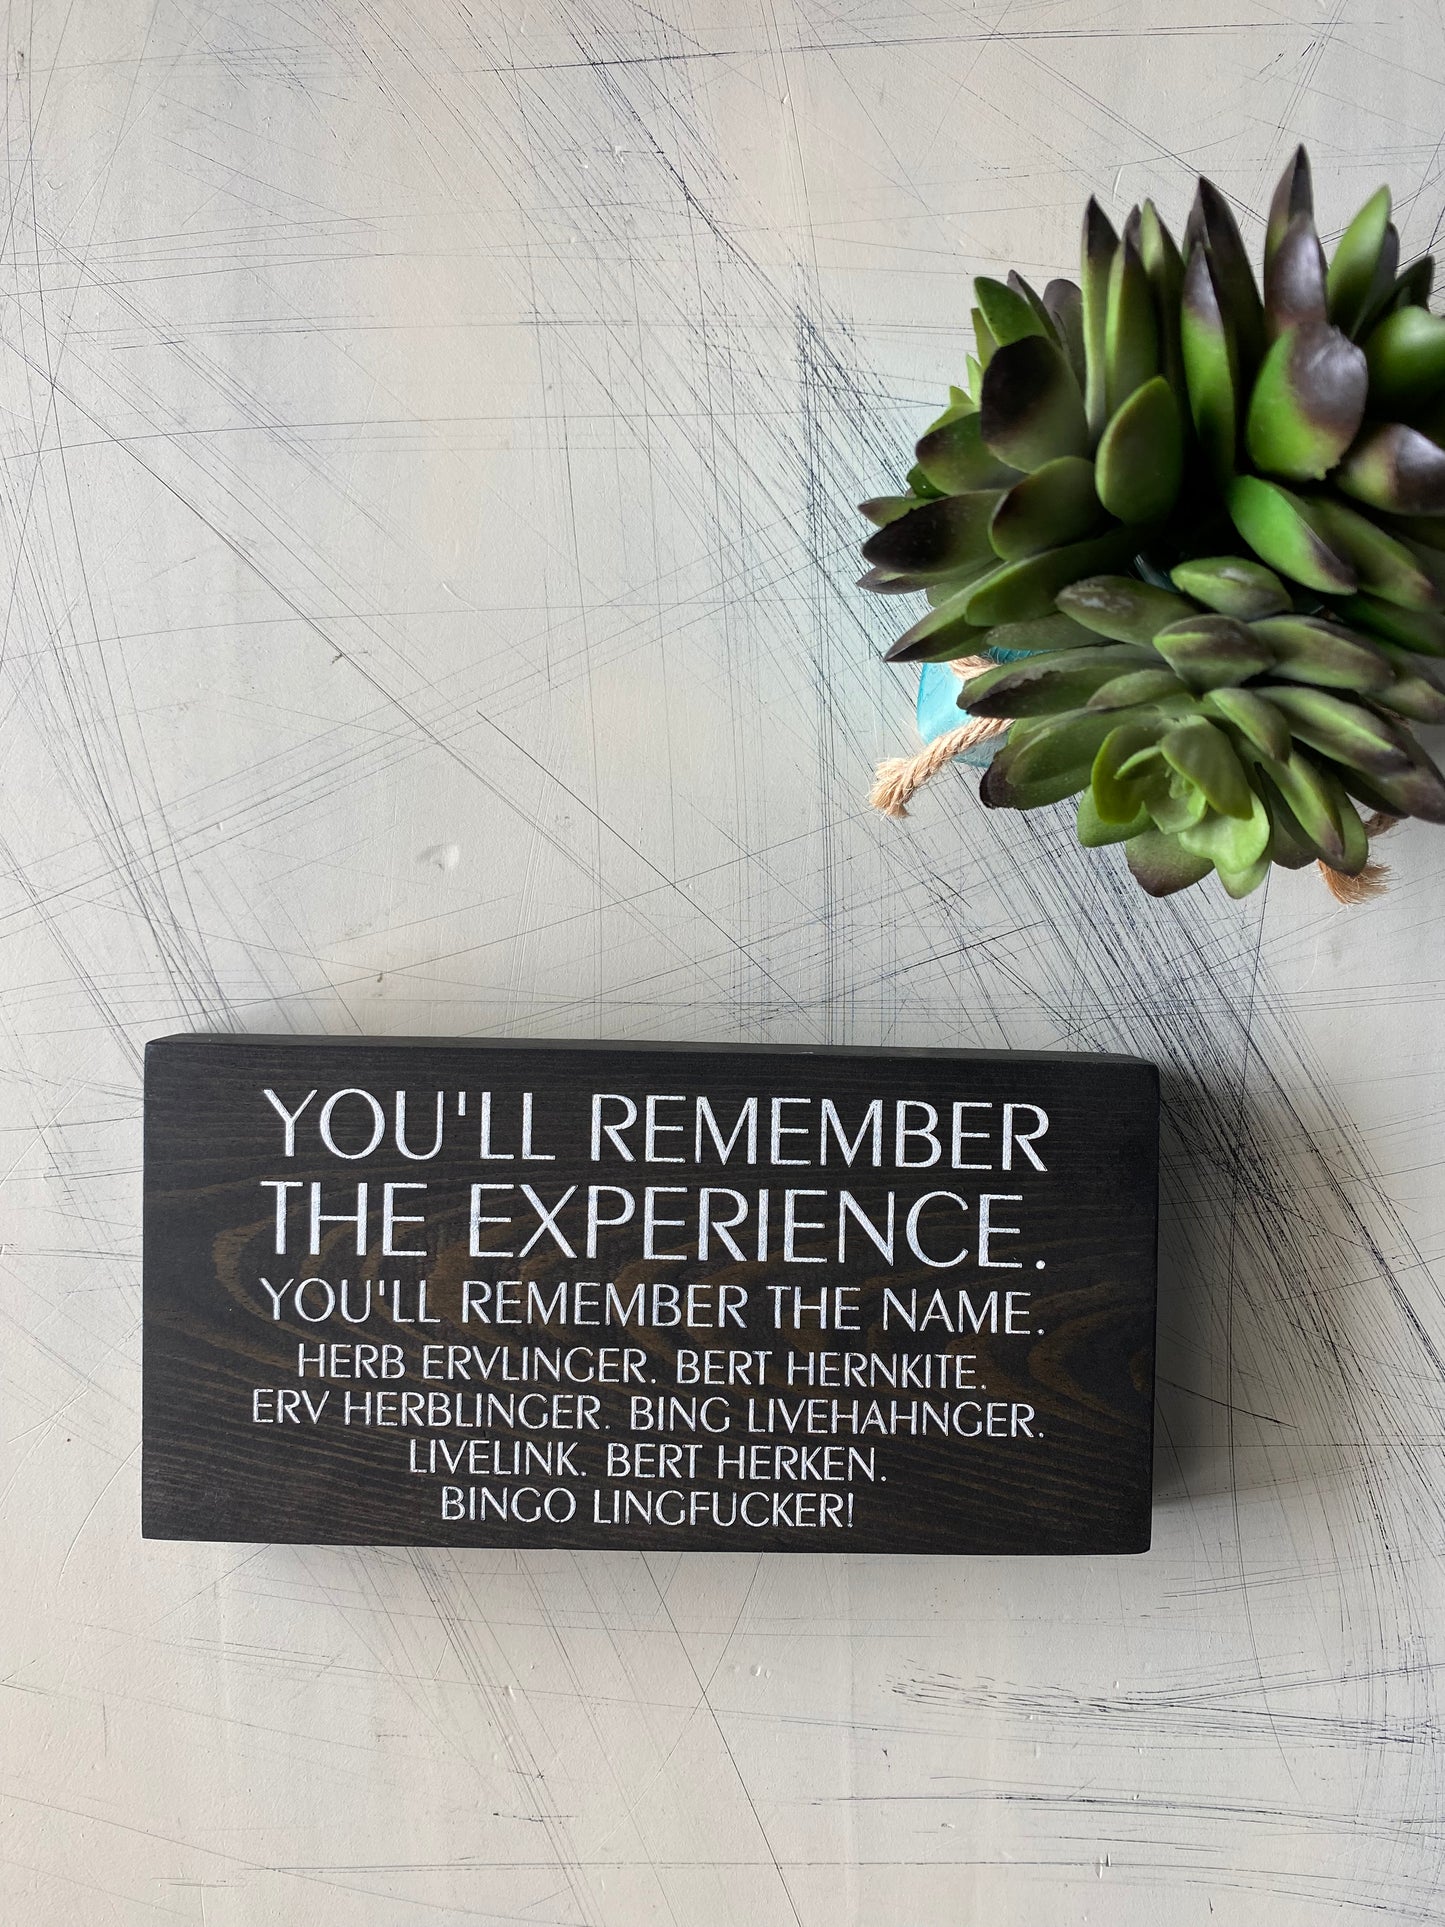 YOU'LL REMEMBER
THE EXPERIENCE.
YOU'LL REMEMBER THE NAME.
HERB ERVLINGER. BERT HERNKITE.
ERV HERBLINGER. BING LIVEHAHNGER.
LIVELINK. BERT HERKEN.
BINGO LINGFUCKER!